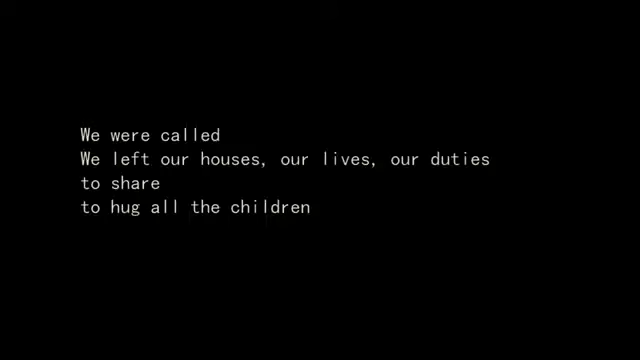 We were called
We left our houses, our lives, our duties
to share
to hug all the children